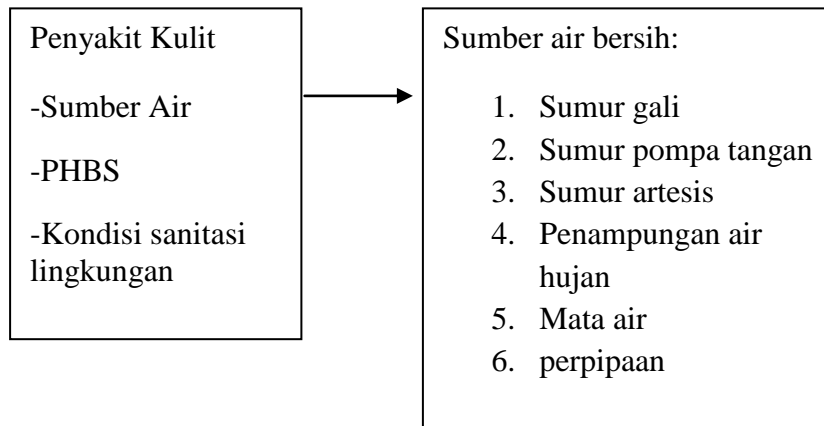 Penyakit Kulit
-Sumber Air
-PHBS
-Kondisi sanitasi
lingkungan
Sumber air bersih:
1. Sumur gali
2. Sumur pompa tangan
3. Sumur artesis
4. Penampungan air
hujan
5. Mata air
6. perpipaan